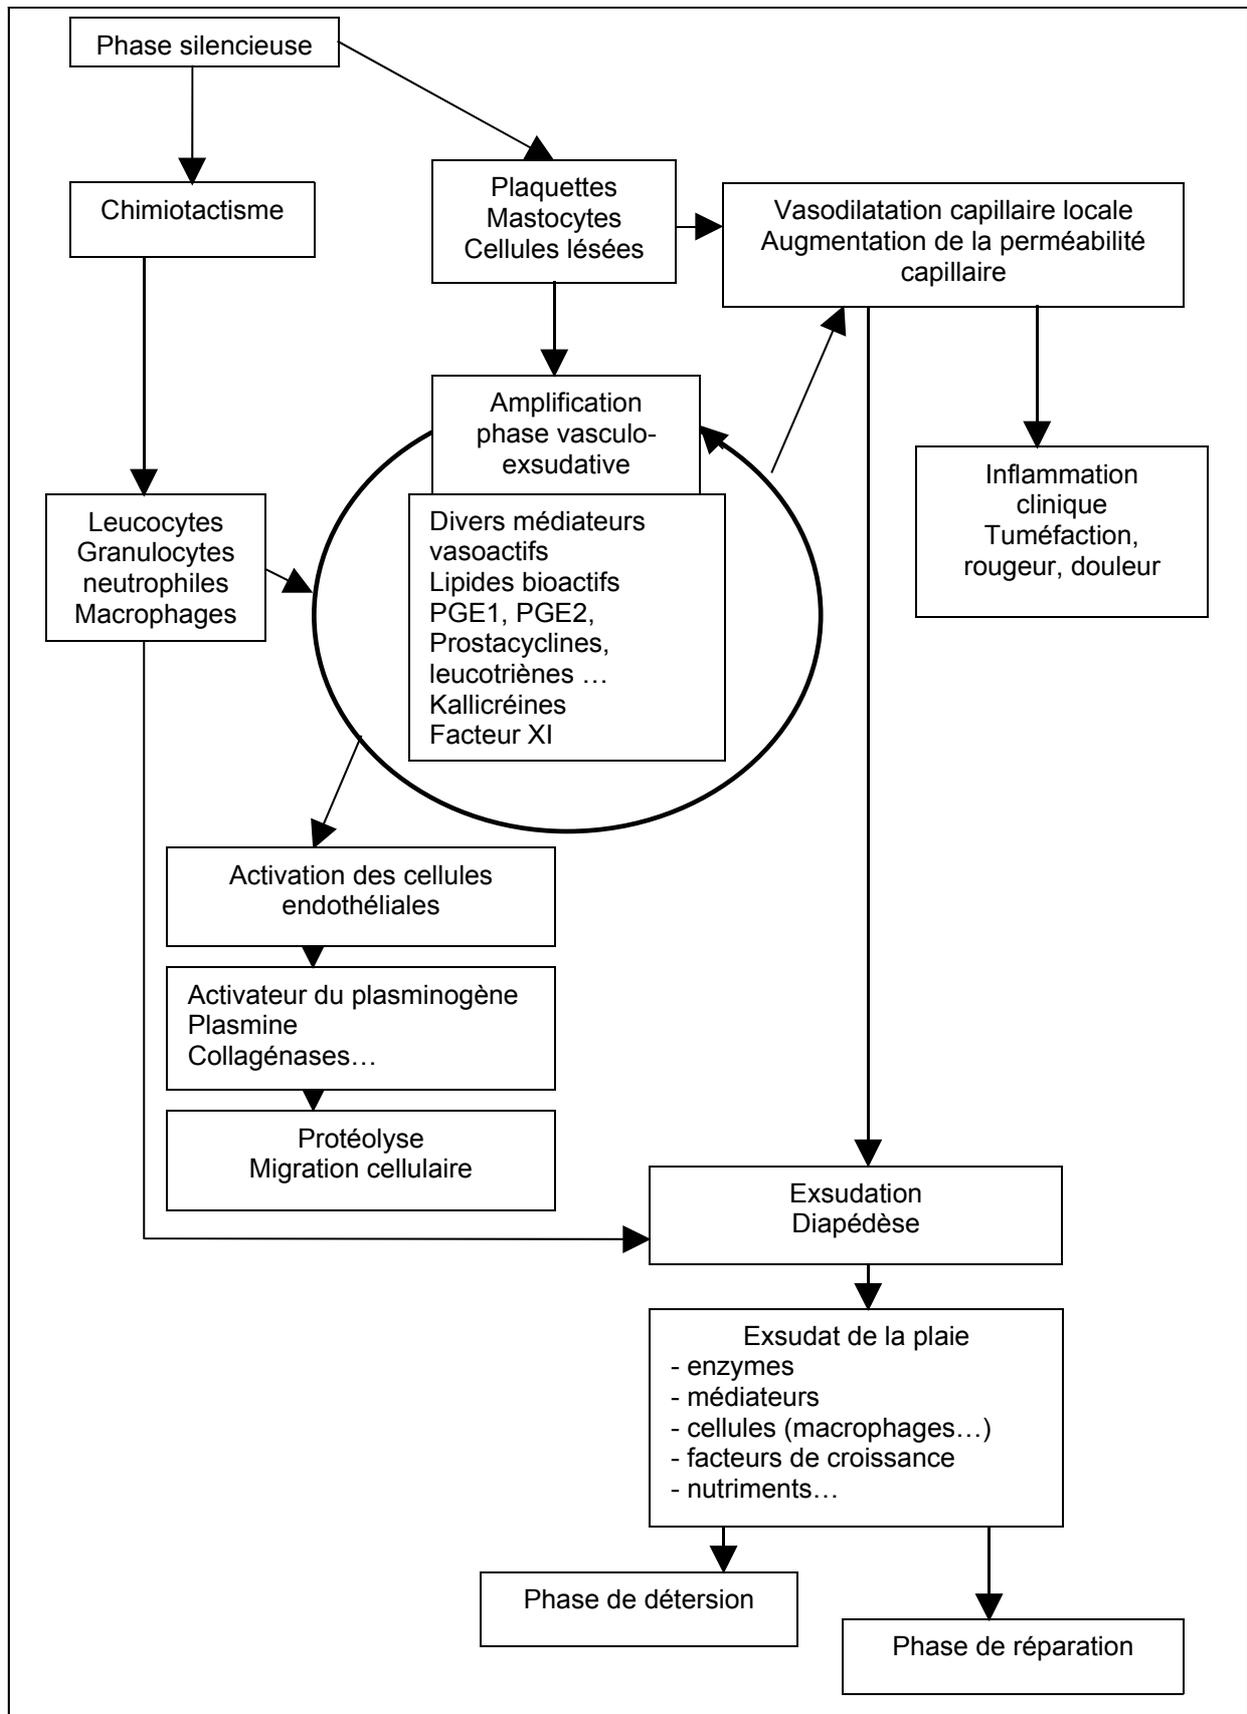 Phase silencieuse
Chimiotactisme
Plaquettes
Mastocytes
Cellules lésées
Vasodilatation capillaire locale
Augmentation de la perméabilité
capillaire
Amplification
phase vasculo-
exsudative
Inflammation
clinique
Tuméfaction,
rougeur, douleur
Leucocytes
Granulocytes
neutrophiles
Macrophages
Divers médiateurs
vasoactifs
Lipides bioactifs
PGE1, PGE2,
Prostacyclines,
leucotriènes …
Kallicréines
Facteur XI
Activation des cellules
endothéliales
Activateur du plasminogène
Plasmine
Collagénases…
Protéolyse
Migration cellulaire
Exsudation
Diapédèse
Exsudat de la plaie
- enzymes
- médiateurs
- cellules (macrophages…)
- facteurs de croissance
- nutriments…
Phase de détersion
Phase de réparation